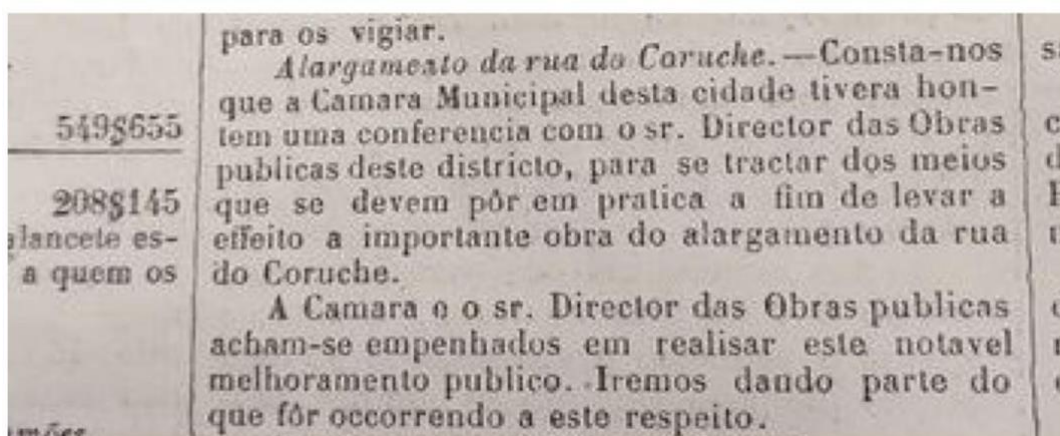 549$655
208$145
lancete es-
a quem os
para os vigiar.
Alargamento da rua do Coruche.—Consta-nos
que a Camara Municipal desta cidade tivera hon-
tem uma conferencia com o sr. Director das Obras
publicas deste districto, para se tractar dos meios
que se devem pôr em pratica a fim de levar a
effeito a importante obra do alargamento da rua
do Coruche.
A Camara e o sr. Director das Obras publicas
acham-se empenhados em realisar este notavel
melhoramento publico. Iremos dando parte do
que fôr occorrendo a este respeito.